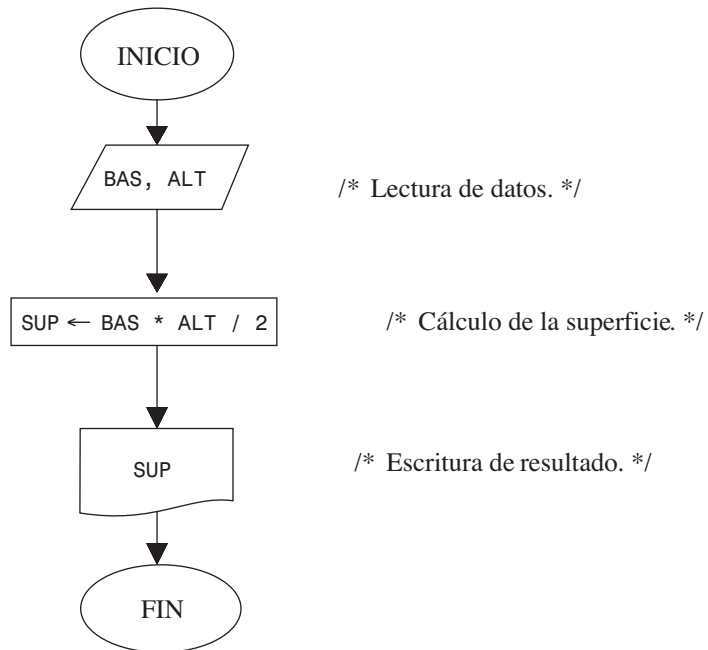 INICIO
BAS, ALT /* Lectura de datos. */
SUP ← BAS * ALT / 2 /* Cálculo de la superficie. */
SUP /* Escritura de resultado. */
FIN